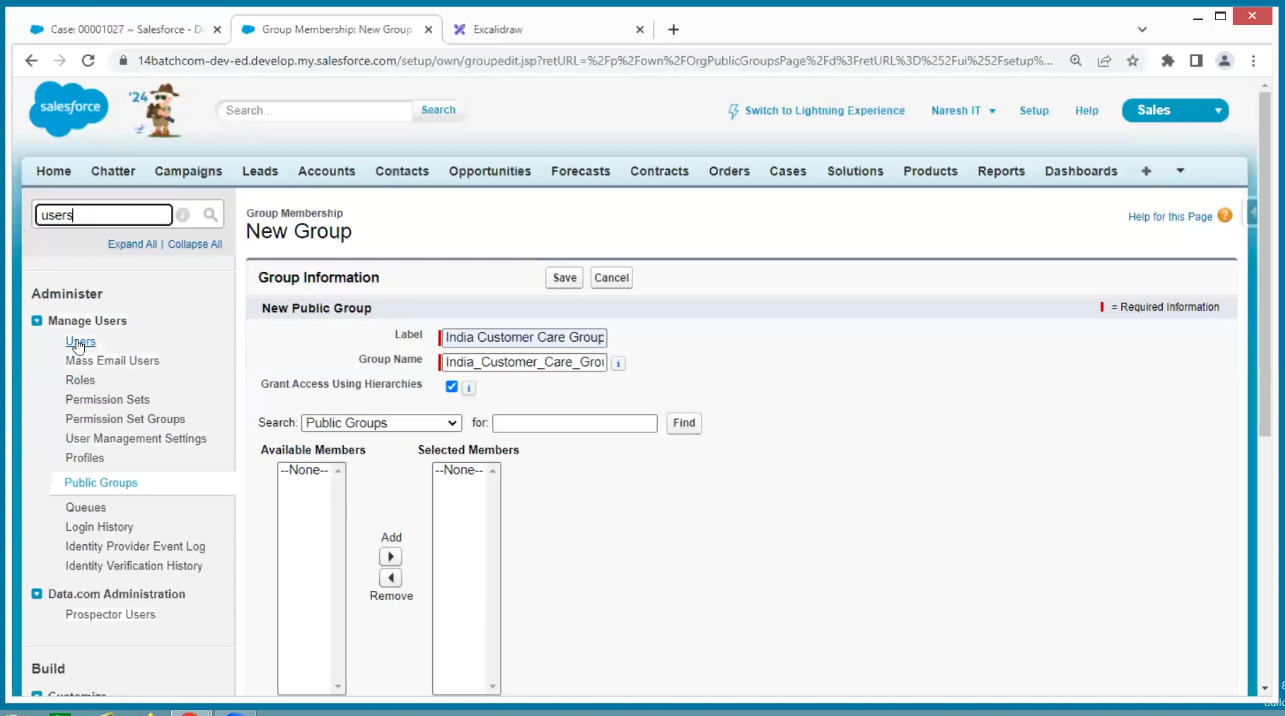 Case: 00001027 ~ Salesforce - De
Group Membership: New Group
Excalidraw
14batchcom-dev-ed.develop.my.salesforce.com/setup/own/groupedit.jsp?retURL=%2Fp%2Fown%2FOrgPublicGroupsPage%2Fd%3FretURL%3D%252Fui%252Fsetup%...
salesforce
'24
Search...
Search
Switch to Lightning Experience
Naresh IT
Setup
Help
Sales
Home Chatter Campaigns Leads Accounts Contacts Opportunities Forecasts Contracts Orders Cases Solutions Products Reports Dashboards +
users
Expand All | Collapse All
Administer
Manage Users
Users
Mass Email Users
Roles
Permission Sets
Permission Set Groups
User Management Settings
Profiles
Public Groups
Queues
Login History
Identity Provider Event Log
Identity Verification History
Data.com Administration
Prospector Users
Build
Customize
Group Membership
New Group
Help for this Page
Group Information
Save
Cancel
New Public Group
= Required Information
Label
India Customer Care Group
Group Name
India_Customer_Care_Grou
Grant Access Using Hierarchies
Search: Public Groups for:
Find
Available Members
Selected Members
--None--
--None--
Add
Remove